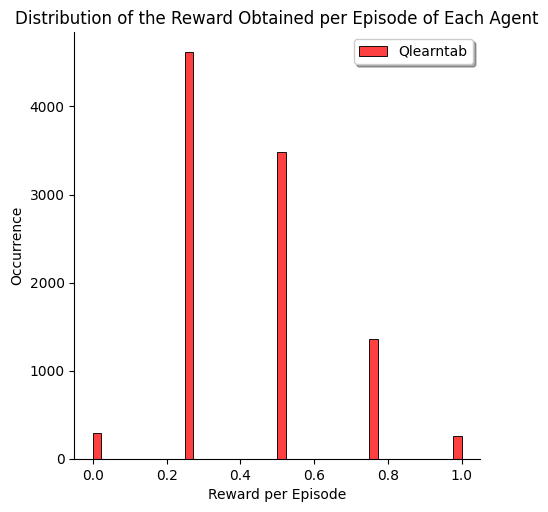 Distribution of the Reward Obtained per Episode of Each Agent
Qlearntab
Occurrence
4000
3000
2000
1000
0
0.0 0.2 0.4 0.6 0.8 1.0
Reward per Episode